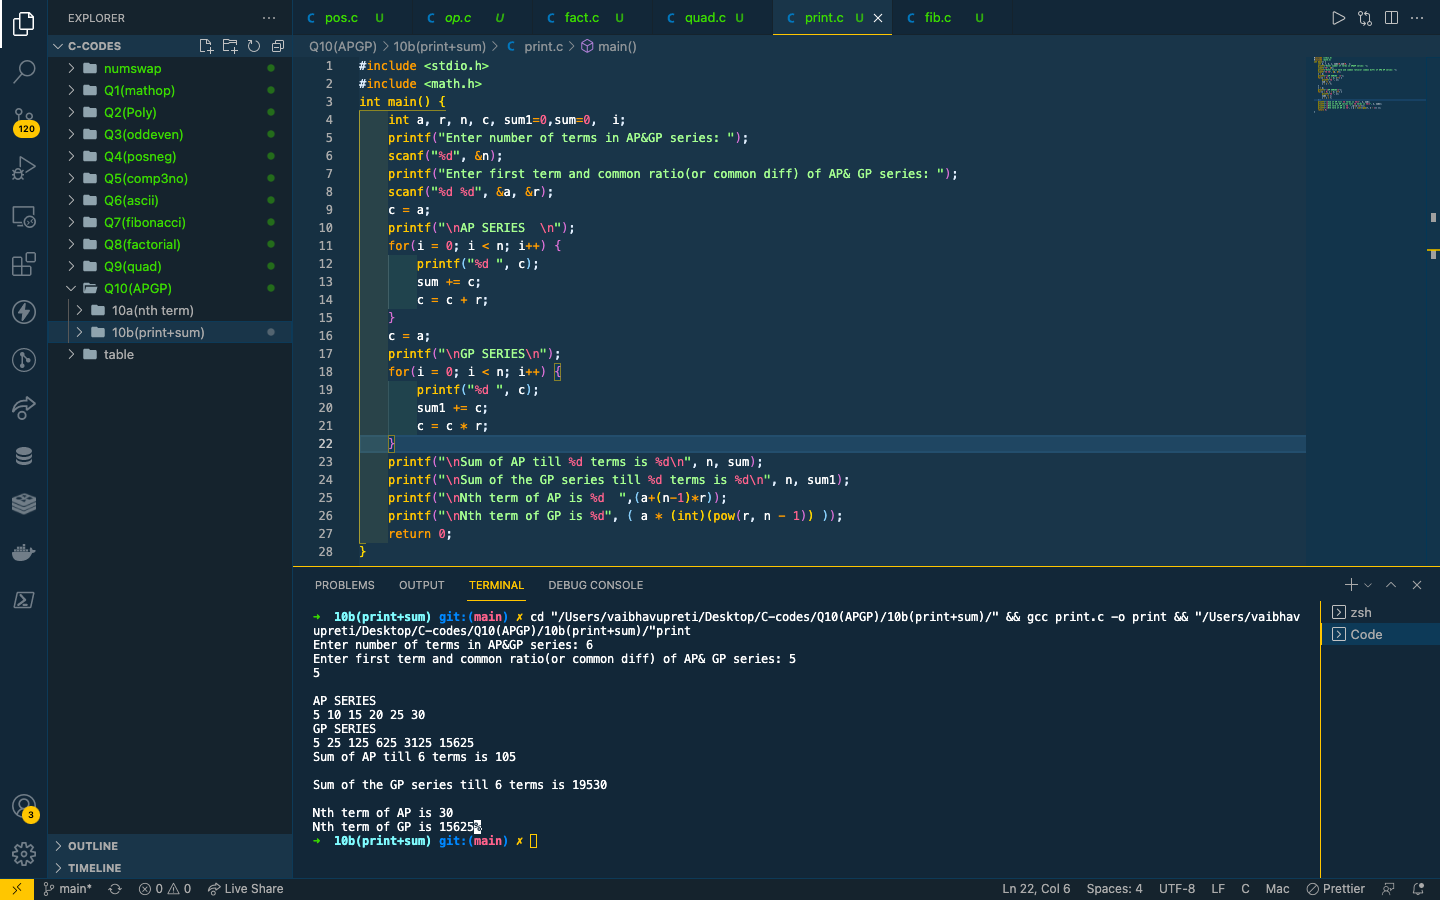 EXPLORER
C-CODES
numswap
Q1(mathop)
Q2(Poly)
Q3(oddeven)
Q4(posneg)
Q5(comp3no)
Q6(ascii)
Q7(fibonacci)
Q8(factorial)
Q9(quad)
Q10(APGP)
10a(nth term)
10b(print+sum)
table
OUTLINE
TIMELINE
120
3
C pos.c U
C op.c U
C fact.c U
C quad.c U
C print.c U
C fib.c U
Q10(APGP) > 10b(print+sum) > C print.c > main()
1 #include <stdio.h>
2 #include <math.h>
3 int main() {
4 int a, r, n, c, sum1=0,sum=0,  i;
5 printf("Enter number of terms in AP&GP series: ");
6 scanf("%d", &n);
7 printf("Enter first term and common ratio(or common diff) of AP& GP series: ");
8 scanf("%d %d", &a, &r);
9 c = a;
10 printf("\nAP SERIES  \n");
11 for(i = 0; i < n; i++) {
12 printf("%d ", c);
13 sum += c;
14 c = c + r;
15 }
16 c = a;
17 printf("\nGP SERIES\n");
18 for(i = 0; i < n; i++) {
19 printf("%d ", c);
20 sum1 += c;
21 c = c * r;
22 }
23 printf("\nSum of AP till %d terms is %d\n", n, sum);
24 printf("\nSum of the GP series till %d terms is %d\n", n, sum1);
25 printf("\nNth term of AP is %d  ",(a+(n-1)*r));
26 printf("\nNth term of GP is %d", ( a * (int)(pow(r, n - 1)) ));
27 return 0;
28 }
PROBLEMS OUTPUT TERMINAL DEBUG CONSOLE
zsh
Code
→ 10b(print+sum) git:(main) ✗ cd "/Users/vaibhavupreti/Desktop/C-codes/Q10(APGP)/10b(print+sum)/" && gcc print.c -o print && "/Users/vaibhav
upreti/Desktop/C-codes/Q10(APGP)/10b(print+sum)/"print
Enter number of terms in AP&GP series: 6
Enter first term and common ratio(or common diff) of AP& GP series: 5
5
AP SERIES
5 10 15 20 25 30
GP SERIES
5 25 125 625 3125 15625
Sum of AP till 6 terms is 105
Sum of the GP series till 6 terms is 19530
Nth term of AP is 30
Nth term of GP is 15625%
→ 10b(print+sum) git:(main) ✗
main* 0 0 Live Share Ln 22, Col 6 Spaces: 4 UTF-8 LF C Mac Prettier